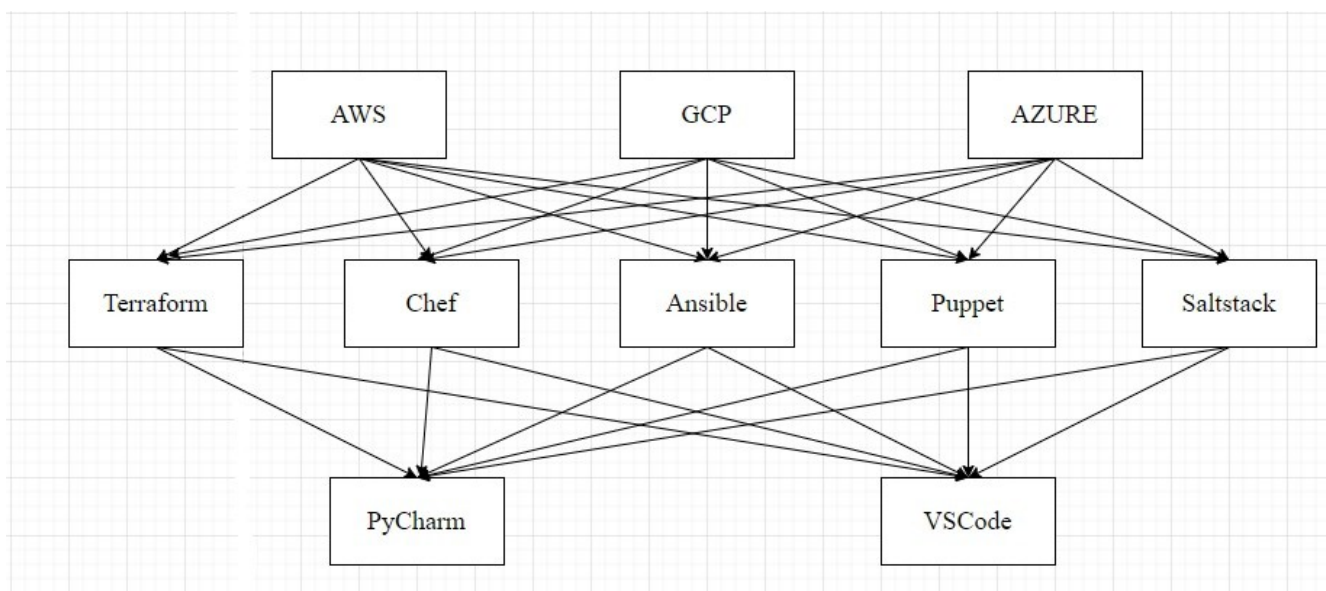 AWS
GCP
AZURE
Terraform
Chef
Ansible
Puppet
Saltstack
PyCharm
VSCode